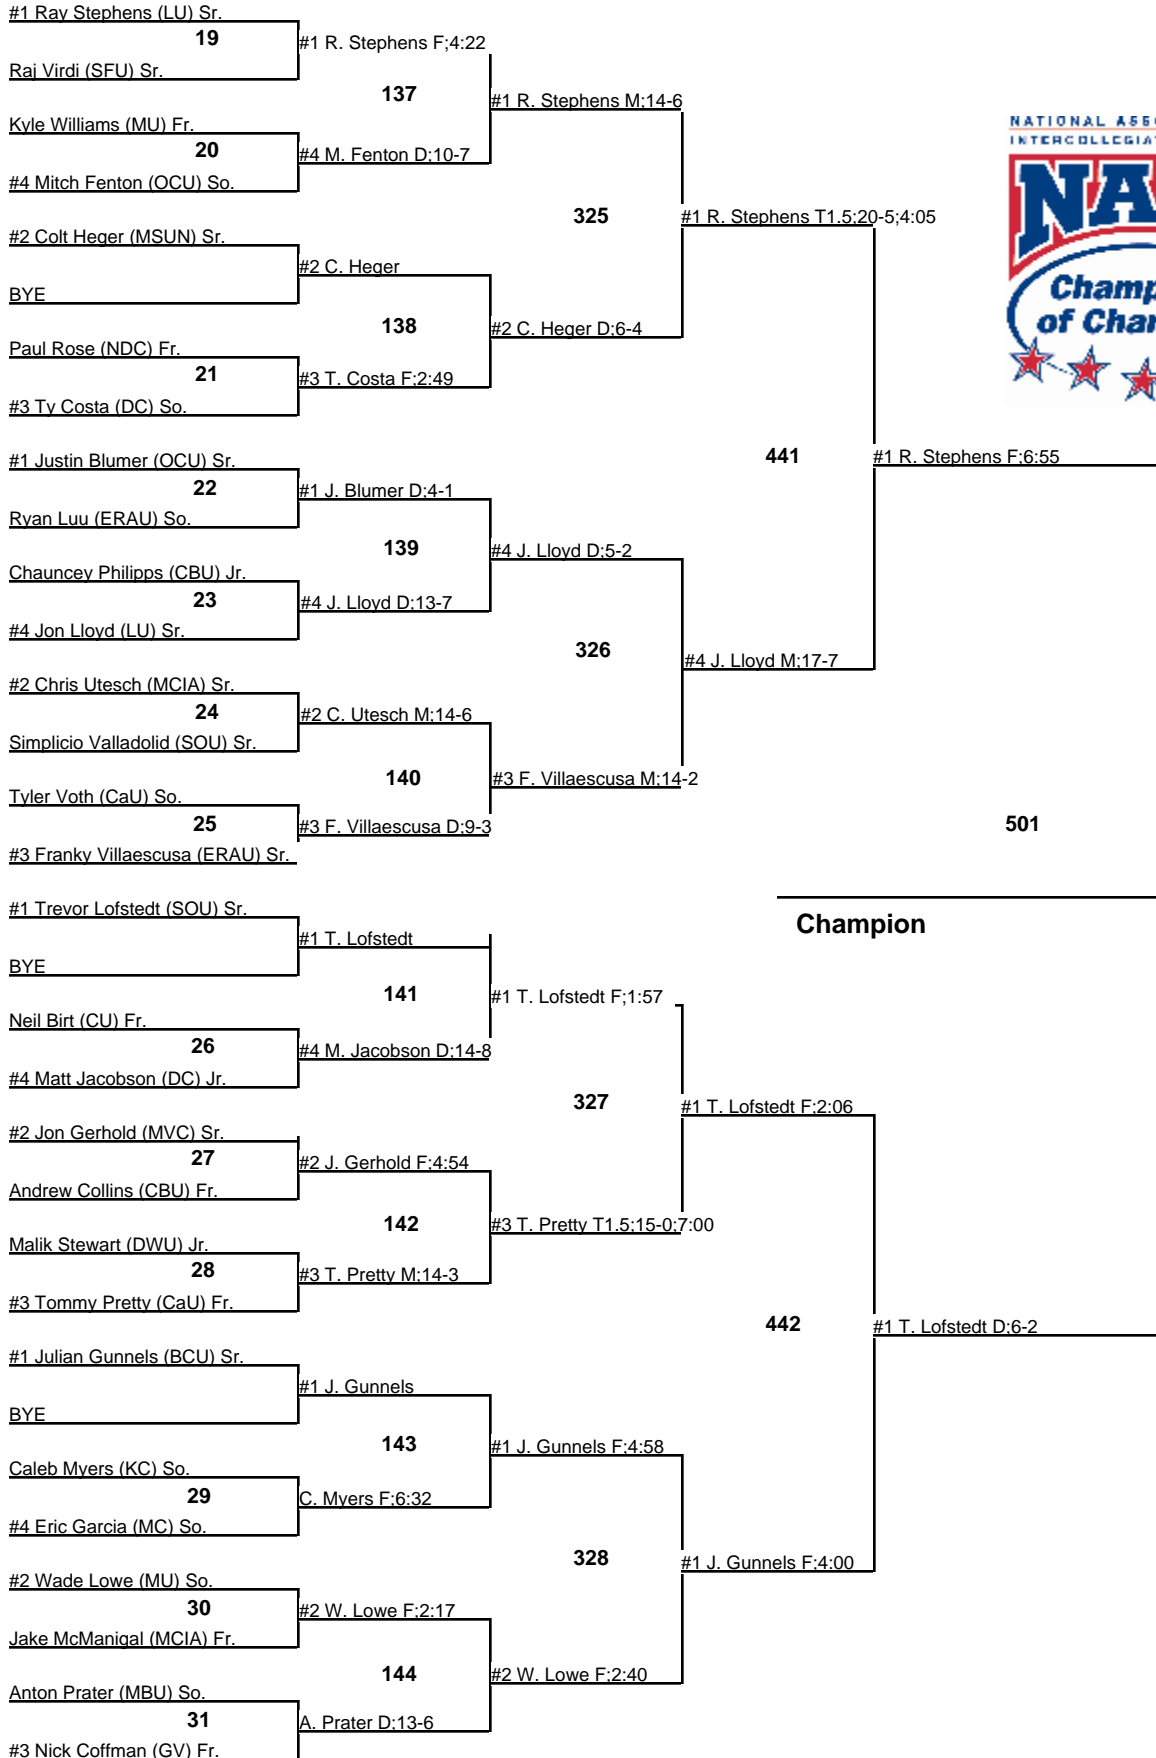 #1 Ray Stephens (LU) Sr.
19
#1 R. Stephens F;4:22
Raj Virdi (SFU) Sr.
137
#1 R. Stephens M;14-6
Kyle Williams (MU) Fr.
20
#4 M. Fenton D;10-7
#4 Mitch Fenton (OCU) So.
325
#1 R. Stephens T1.5;20-5;4:05
#2 Colt Heger (MSUN) Sr.
#2 C. Heger
BYE
138
#2 C. Heger D;6-4
Paul Rose (NDC) Fr.
21
#3 T. Costa F;2:49
#3 Ty Costa (DC) So.
441
#1 R. Stephens F;6:55
#1 Justin Blumer (OCU) Sr.
22
#1 J. Blumer D;4-1
Ryan Luu (ERAU) So.
139
#4 J. Lloyd D;5-2
Chauncey Philipps (CBU) Jr.
23
#4 J. Lloyd D;13-7
#4 Jon Lloyd (LU) Sr.
326
#4 J. Lloyd M;17-7
#2 Chris Utesch (MCIA) Sr.
24
#2 C. Utesch M;14-6
Simplicio Valladolid (SOU) Sr.
140
#3 F. Villaescusa M;14-2
Tyler Voth (CaU) So.
25
#3 F. Villaescusa D;9-3
#3 Franky Villaescusa (ERAU) Sr.
501
Champion
#1 Trevor Lofstedt (SOU) Sr.
#1 T. Lofstedt
BYE
141
#1 T. Lofstedt F;1:57
Neil Birt (CU) Fr.
26
#4 M. Jacobson D;14-8
#4 Matt Jacobson (DC) Jr.
327
#1 T. Lofstedt F;2:06
#2 Jon Gerhold (MVC) Sr.
27
#2 J. Gerhold F;4:54
Andrew Collins (CBU) Fr.
142
#3 T. Pretty T1.5;15-0;7:00
Malik Stewart (DWU) Jr.
28
#3 T. Pretty M;14-3
#3 Tommy Pretty (CaU) Fr.
442
#1 T. Lofstedt D;6-2
#1 Julian Gunnels (BCU) Sr.
#1 J. Gunnels
BYE
143
#1 J. Gunnels F;4:58
Caleb Myers (KC) So.
29
C. Myers F;6:32
#4 Eric Garcia (MC) So.
328
#1 J. Gunnels F;4:00
#2 Wade Lowe (MU) So.
30
#2 W. Lowe F;2:17
Jake McManigal (MCIA) Fr.
144
#2 W. Lowe F;2:40
Anton Prater (MBU) So.
31
A. Prater D;13-6
#3 Nick Coffman (GV) Fr.
NATIONAL ASS
INTERCOLLEGIA
NA
Champ
of Char